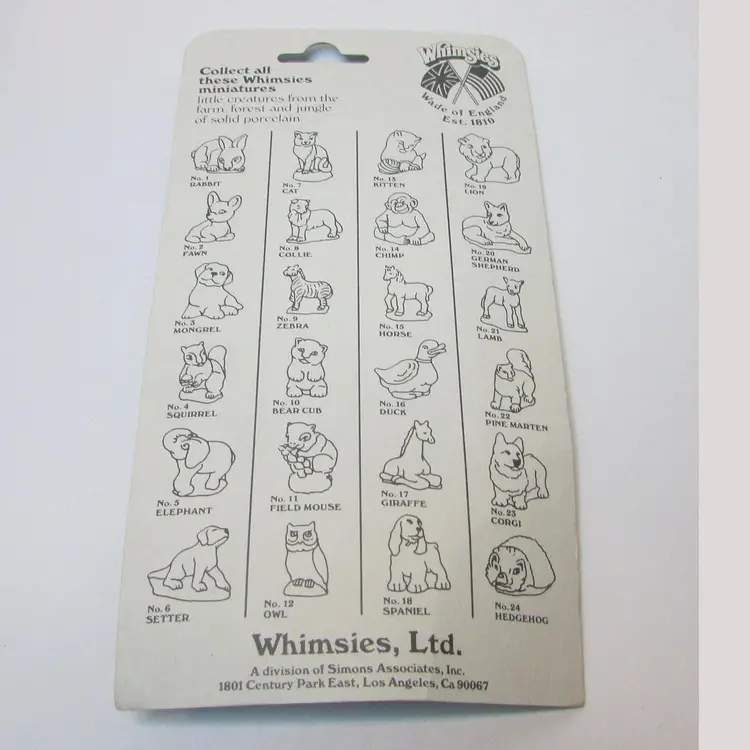 Collect all
these Whimsies
miniatures
little creatures from the
farm, forest and jungle
of solid porcelain
Whimsies
Wade of England
Est. 1810
No. 1
RABBIT
No. 2
FAWN
No. 3
MONGREL
No. 4
SQUIRREL
No. 5
ELEPHANT
No. 6
SETTER
No. 7
CAT
No. 8
COLLIE
No. 9
ZEBRA
No. 10
BEAR CUB
No. 11
FIELD MOUSE
No. 12
OWL
No. 13
KITTEN
No. 14
CHIMP
No. 15
HORSE
No. 16
DUCK
No. 17
GIRAFFE
No. 18
SPANIEL
No. 19
LION
No. 20
GERMAN
SHEPHERD
No. 21
LAMB
No. 22
PINE MARTEN
No. 23
CORGI
No. 24
HEDGEHOG
Whimsies, Ltd.
A division of Simons Associates, Inc.
1801 Century Park East, Los Angeles, Ca 90067